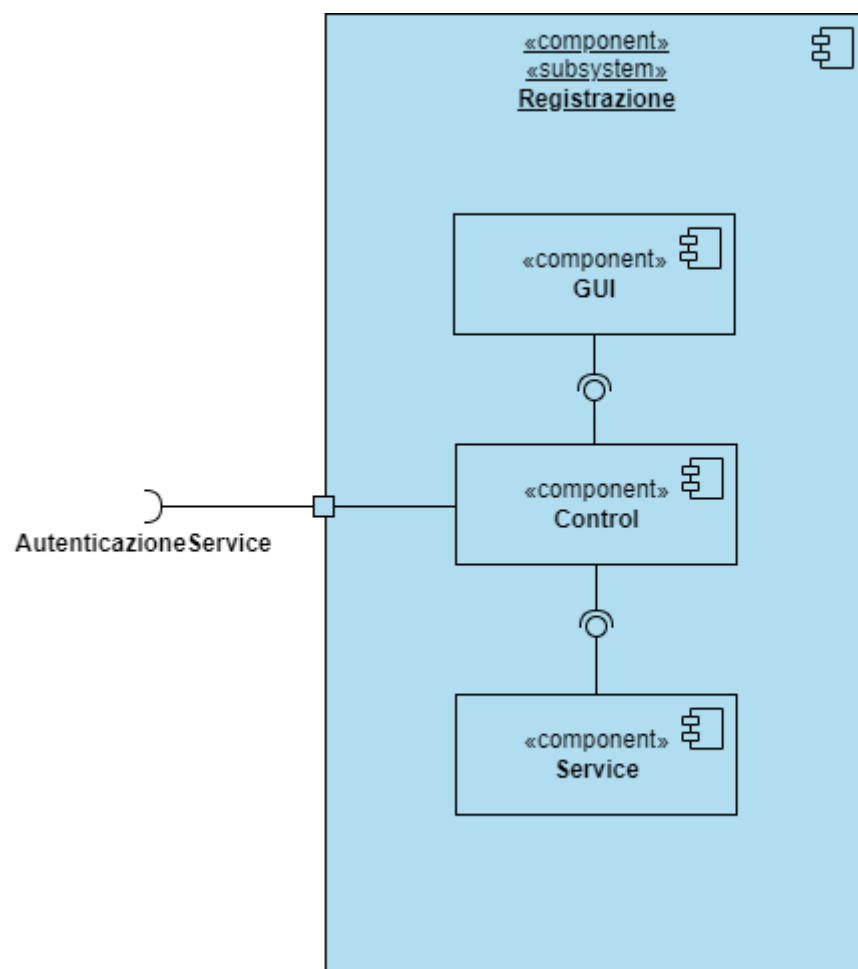 «component»
«subsystem»
Registrazione
«component»
GUI
«component»
Control
AutenticazioneService
«component»
Service